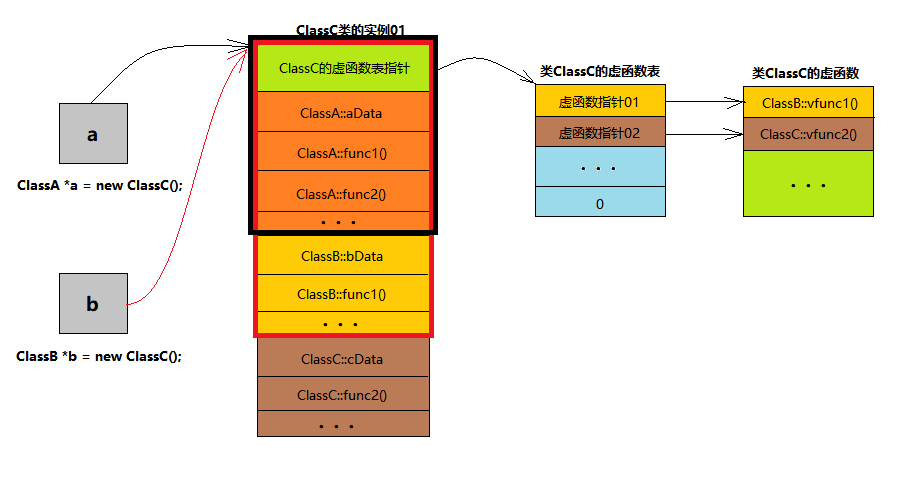 ClassC类的实例01
ClassC的虚函数表指针
ClassA::aData
ClassA::func1()
ClassA::func2()
• • •
ClassB::bData
ClassB::func1()
• • •
ClassC::cData
ClassC::func2()
• • •
a
ClassA *a = new ClassC();
b
ClassB *b = new ClassC();
类ClassC的虚函数表
虚函数指针01
虚函数指针02
• • •
0
类ClassC的虚函数
ClassB::vfunc1()
ClassC::vfunc2()
• • •